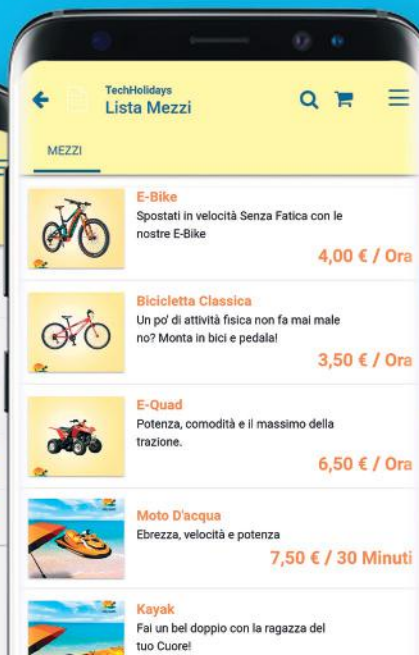 TechHolidays
Lista Mezzi
MEZZI
E-Bike
Spostati in velocità Senza Fatica con le
nostre E-Bike
4,00 € / Ora
Bicicletta Classica
Un po' di attività fisica non fa mai male
no? Monta in bici e pedala!
3,50 € / Ora
E-Quad
Potenza, comodità e il massimo della
trazione.
6,50 € / Ora
Moto D'acqua
Ebrezza, velocità e potenza
7,50 € / 30 Minuti
Kayak
Fai un bel doppio con la ragazza del
tuo Cuore!